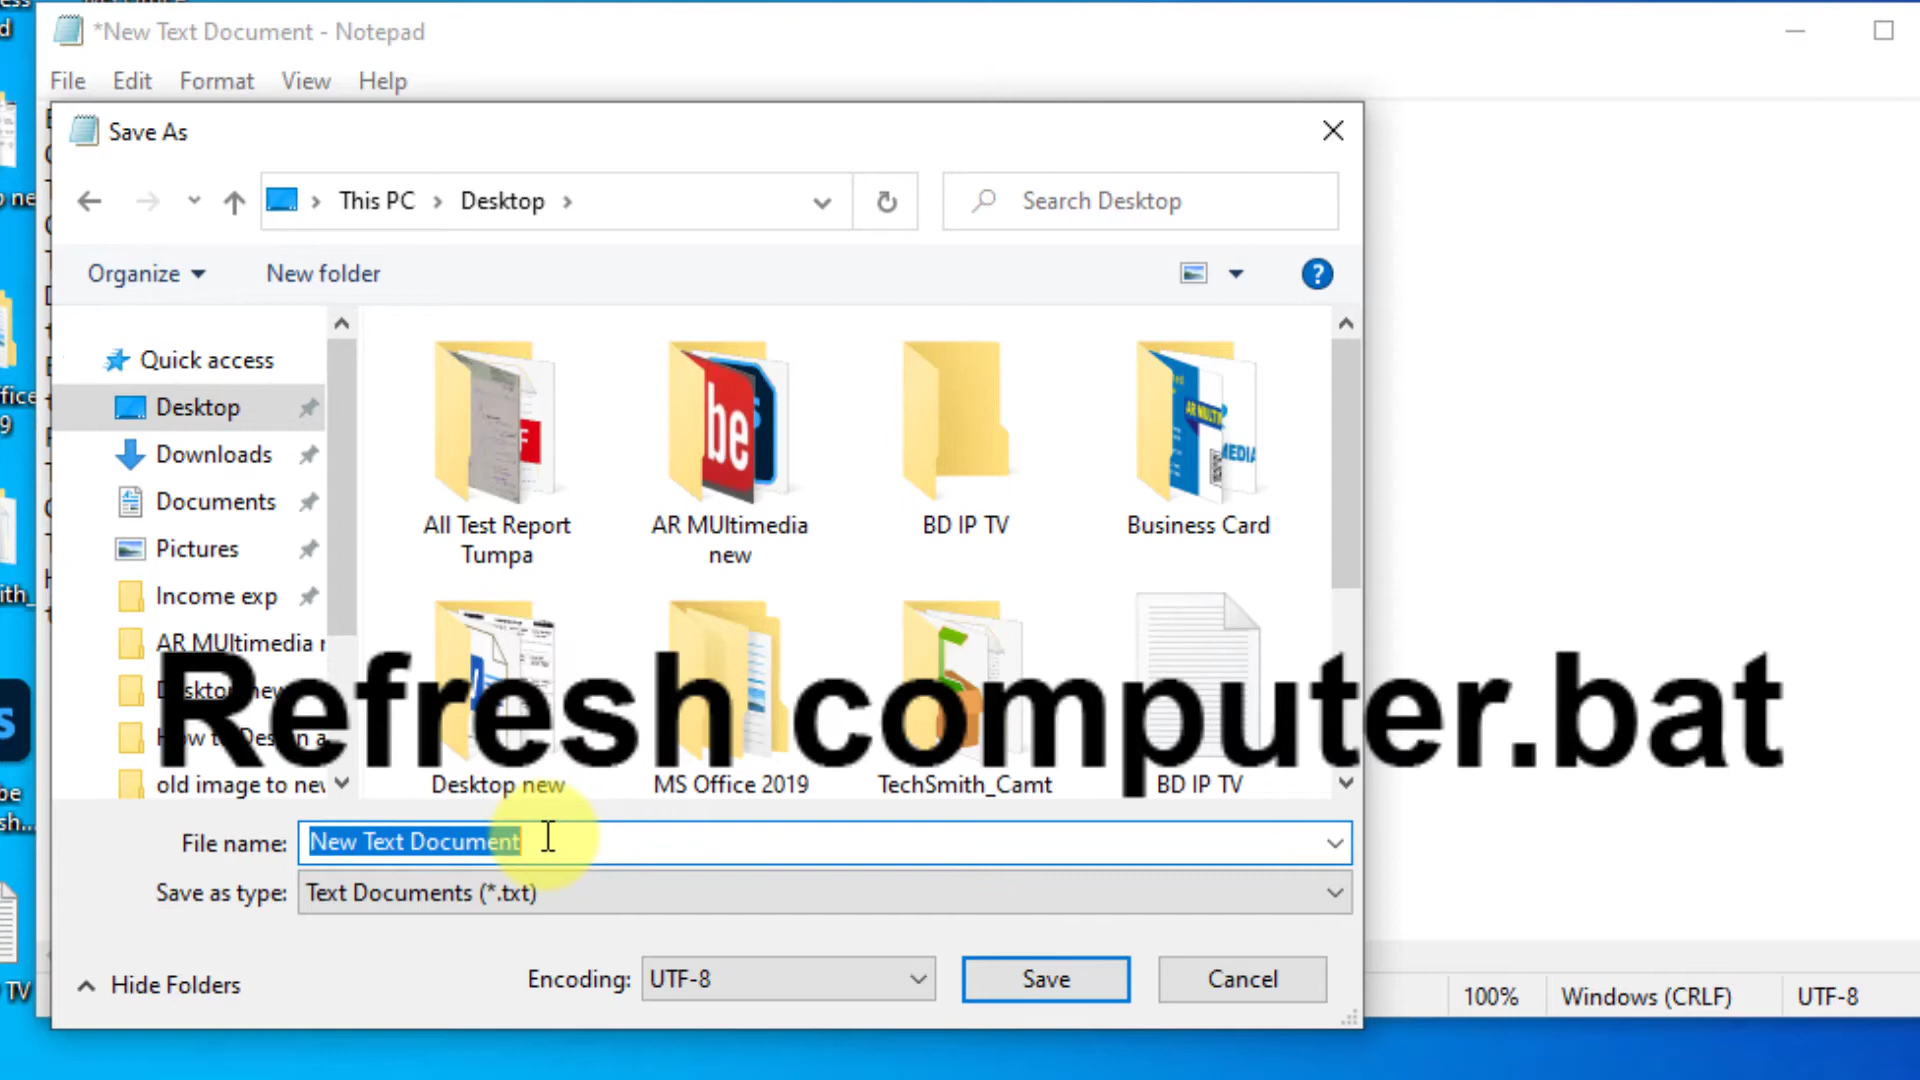 *New Text Document - Notepad
File Edit Format View Help
Save As
This PC Desktop
Search Desktop
Organize New folder
Quick access
Desktop
Downloads
Documents
Pictures
Income exp
AR MUltimedia
Desktop new
old image to
All Test Report
Tumpa
AR MUltimedia
new
BD IP TV
Business Card
Desktop new
MS Office 2019
TechSmith_Camt
BD IP TV
Refresh computer.bat
File name: New Text Document
Save as type: Text Documents (*.txt)
Hide Folders
Encoding: UTF-8
Save
Cancel
100%
Windows (CRLF)
UTF-8